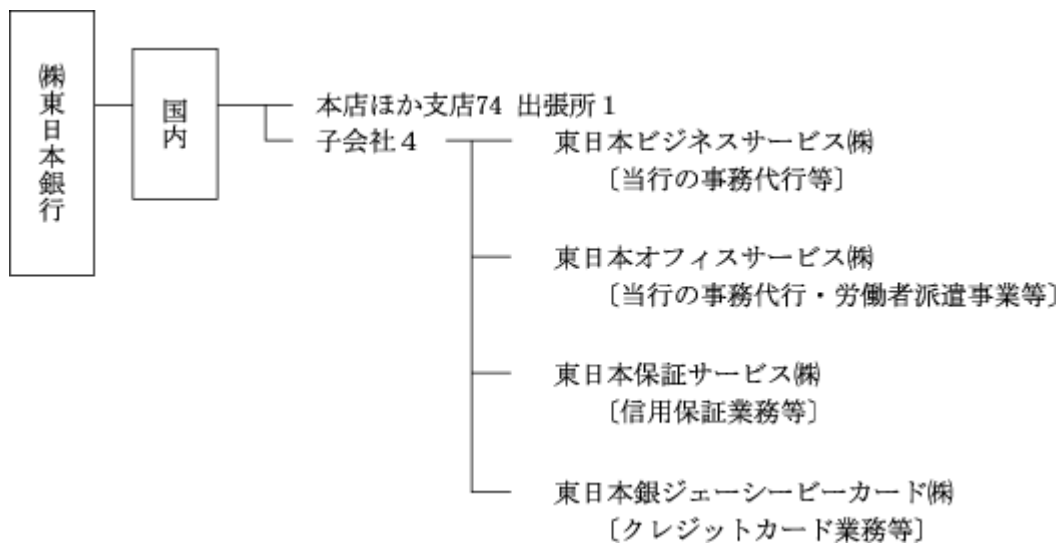 ㈱東日本銀行
国内
本店ほか支店74 出張所1
子会社4
東日本ビジネスサービス㈱
〔当行の事務代行等〕
東日本オフィスサービス㈱
〔当行の事務代行・労働者派遣事業等〕
東日本保証サービス㈱
〔信用保証業務等〕
東日本銀ジェーシービーカード㈱
〔クレジットカード業務等〕